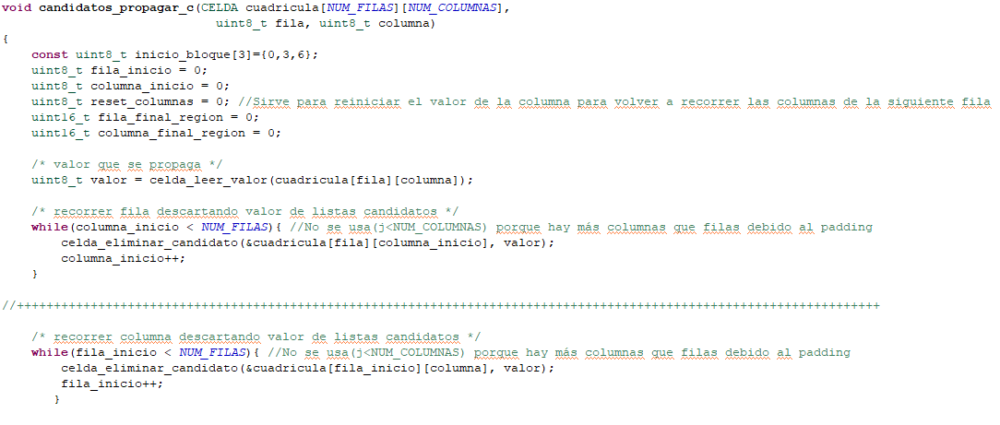 void candidatos_propagar_c(CELDA cuadricula[NUM_FILAS][NUM_COLUMNAS],
                             uint8_t fila, uint8_t columna)
{
    const uint8_t inicio_bloque[3]={0,3,6};
    uint8_t fila_inicio = 0;
    uint8_t columna_inicio = 0;
    uint8_t reset_columnas = 0; //Sirve para reiniciar el valor de la columna para volver a recorrer las columnas de la siguiente fila
    uint16_t fila_final_region = 0;
    uint16_t columna_final_region = 0;

    /* valor que se propaga */
    uint8_t valor = celda_leer_valor(cuadricula[fila][columna]);

    /* recorrer fila descartando valor de listas candidatos */
    while(columna_inicio < NUM_FILAS){ //No se usa(j<NUM_COLUMNAS) porque hay más columnas que filas debido al padding
        celda_eliminar_candidato(&cuadricula[fila][columna_inicio], valor);
        columna_inicio++;
    }

//+++++++++++++++++++++++++++++++++++++++++++++++++++++++++++++++++++++++++++++++++++++++++++++++++++++++++++++++++++++

    /* recorrer columna descartando valor de listas candidatos */
    while(fila_inicio < NUM_FILAS){ //No se usa(j<NUM_COLUMNAS) porque hay más columnas que filas debido al padding
        celda_eliminar_candidato(&cuadricula[fila_inicio][columna], valor);
        fila_inicio++;
       }